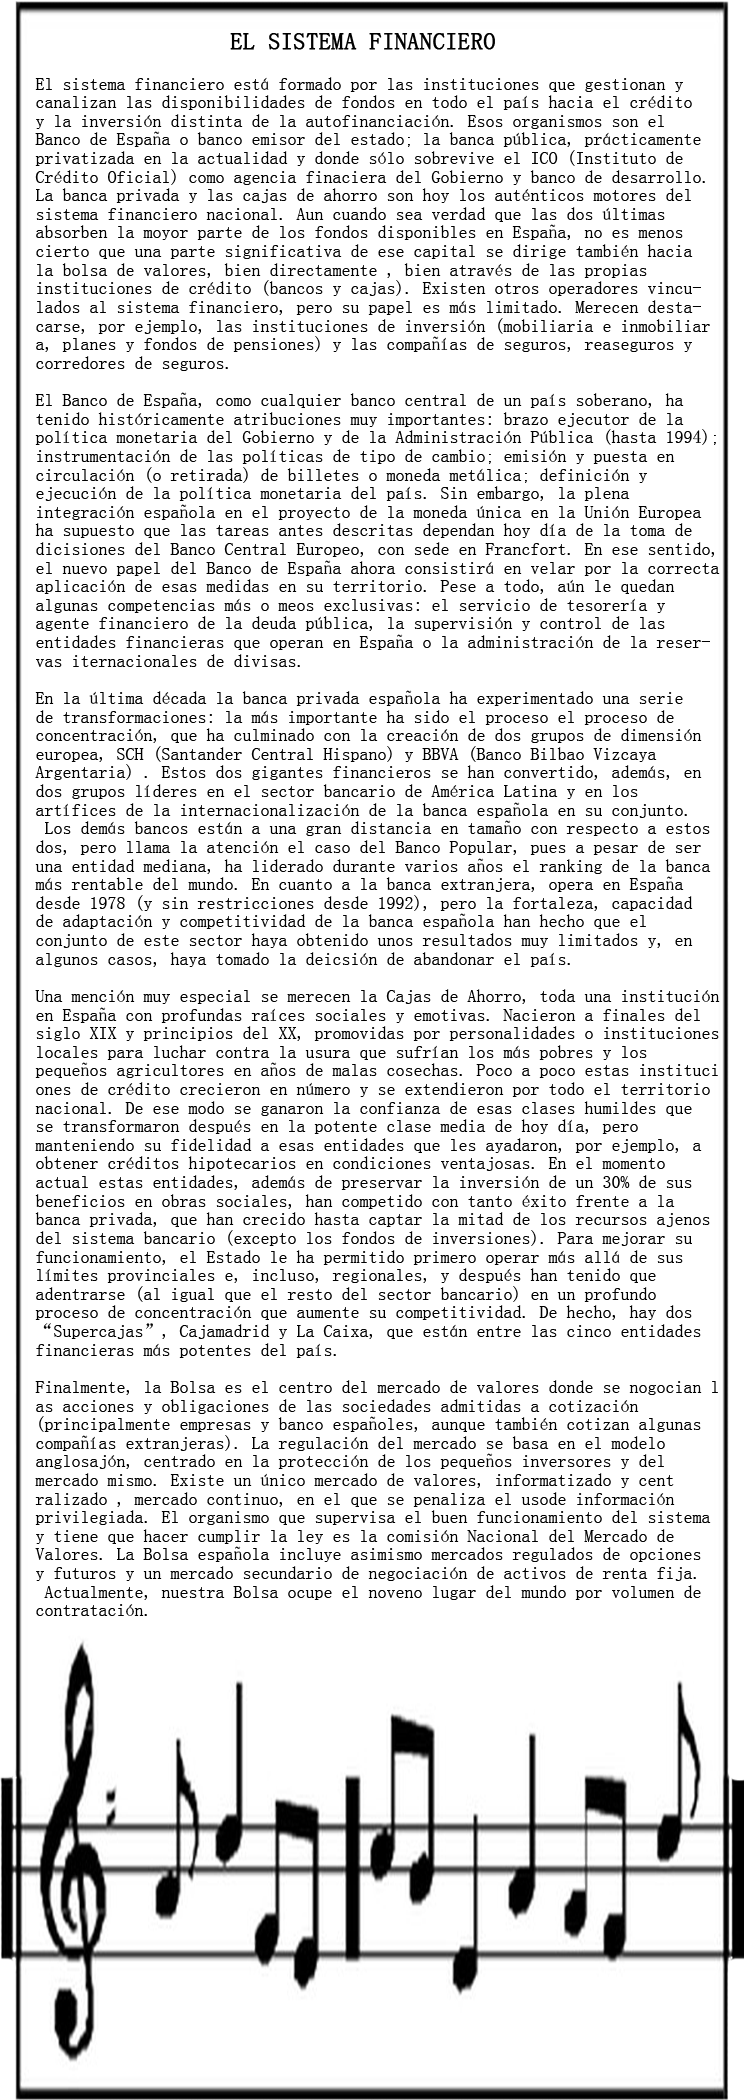 EL SISTEMA FINANCIERO
El sistema financiero está formado por las instituciones que gestionan y
canalizan las disponibilidades de fondos en todo el país hacia el crédito
y la inversión distinta de la autofinanciación. Esos organismos son el
Banco de España o banco emisor del estado; la banca pública, prácticamente
privatizada en la actualidad y donde sólo sobrevive el ICO (Instituto de
Crédito Oficial) como agencia finaciera del Gobierno y banco de desarrollo.
La banca privada y las cajas de ahorro son hoy los auténticos motores del
sistema financiero nacional. Aun cuando sea verdad que las dos últimas
absorben la moyor parte de los fondos disponibles en España, no es menos
cierto que una parte significativa de ese capital se dirige también hacia
la bolsa de valores, bien directamente , bien através de las propias
instituciones de crédito (bancos y cajas). Existen otros operadores vincu-
lados al sistema financiero, pero su papel es más limitado. Merecen desta-
carse, por ejemplo, las instituciones de inversión (mobiliaria e inmobiliar
a, planes y fondos de pensiones) y las compañías de seguros, reaseguros y
corredores de seguros.
El Banco de España, como cualquier banco central de un país soberano, ha
tenido históricamente atribuciones muy importantes: brazo ejecutor de la
política monetaria del Gobierno y de la Administración Pública (hasta 1994);
instrumentación de las políticas de tipo de cambio; emisión y puesta en
circulación (o retirada) de billetes o moneda metálica; definición y
ejecución de la política monetaria del país. Sin embargo, la plena
integración española en el proyecto de la moneda única en la Unión Europea
ha supuesto que las tareas antes descritas dependan hoy día de la toma de
dicisiones del Banco Central Europeo, con sede en Francfort. En ese sentido,
el nuevo papel del Banco de España ahora consistirá en velar por la correcta
aplicación de esas medidas en su territorio. Pese a todo, aún le quedan
algunas competencias más o meos exclusivas: el servicio de tesorería y
agente financiero de la deuda pública, la supervisión y control de las
entidades financieras que operan en España o la administración de la reser-
vas iternacionales de divisas.
En la última década la banca privada española ha experimentado una serie
de transformaciones: la más importante ha sido el proceso el proceso de
concentración, que ha culminado con la creación de dos grupos de dimensión
europea, SCH (Santander Central Hispano) y BBVA (Banco Bilbao Vizcaya
Argentaria) . Estos dos gigantes financieros se han convertido, además, en
dos grupos líderes en el sector bancario de América Latina y en los
artífices de la internacionalización de la banca española en su conjunto.
Los demás bancos están a una gran distancia en tamaño con respecto a estos
dos, pero llama la atención el caso del Banco Popular, pues a pesar de ser
una entidad mediana, ha liderado durante varios años el ranking de la banca
más rentable del mundo. En cuanto a la banca extranjera, opera en España
desde 1978 (y sin restricciones desde 1992), pero la fortaleza, capacidad
de adaptación y competitividad de la banca española han hecho que el
conjunto de este sector haya obtenido unos resultados muy limitados y, en
algunos casos, haya tomado la deicsión de abandonar el país.
Una mención muy especial se merecen la Cajas de Ahorro, toda una institución
en España con profundas raíces sociales y emotivas. Nacieron a finales del
siglo XIX y principios del XX, promovidas por personalidades o instituciones
locales para luchar contra la usura que sufrían los más pobres y los
pequeños agricultores en años de malas cosechas. Poco a poco estas instituci
ones de crédito crecieron en número y se extendieron por todo el territorio
nacional. De ese modo se ganaron la confianza de esas clases humildes que
se transformaron después en la potente clase media de hoy día, pero
manteniendo su fidelidad a esas entidades que les ayadaron, por ejemplo, a
obtener créditos hipotecarios en condiciones ventajosas. En el momento
actual estas entidades, además de preservar la inversión de un 30% de sus
beneficios en obras sociales, han competido con tanto éxito frente a la
banca privada, que han crecido hasta captar la mitad de los recursos ajenos
del sistema bancario (excepto los fondos de inversiones). Para mejorar su
funcionamiento, el Estado le ha permitido primero operar más allá de sus
límites provinciales e, incluso, regionales, y después han tenido que
adentrarse (al igual que el resto del sector bancario) en un profundo
proceso de concentración que aumente su competitividad. De hecho, hay dos
“Supercajas”, Cajamadrid y La Caixa, que están entre las cinco entidades
financieras más potentes del país.
Finalmente, la Bolsa es el centro del mercado de valores donde se nogocian l
as acciones y obligaciones de las sociedades admitidas a cotización
(principalmente empresas y banco españoles, aunque también cotizan algunas
compañías extranjeras). La regulación del mercado se basa en el modelo
anglosajón, centrado en la protección de los pequeños inversores y del
mercado mismo. Existe un único mercado de valores, informatizado y cent
ralizado , mercado continuo, en el que se penaliza el usode información
privilegiada. El organismo que supervisa el buen funcionamiento del sistema
y tiene que hacer cumplir la ley es la comisión Nacional del Mercado de
Valores. La Bolsa española incluye asimismo mercados regulados de opciones
y futuros y un mercado secundario de negociación de activos de renta fija.
Actualmente, nuestra Bolsa ocupe el noveno lugar del mundo por volumen de
contratación.